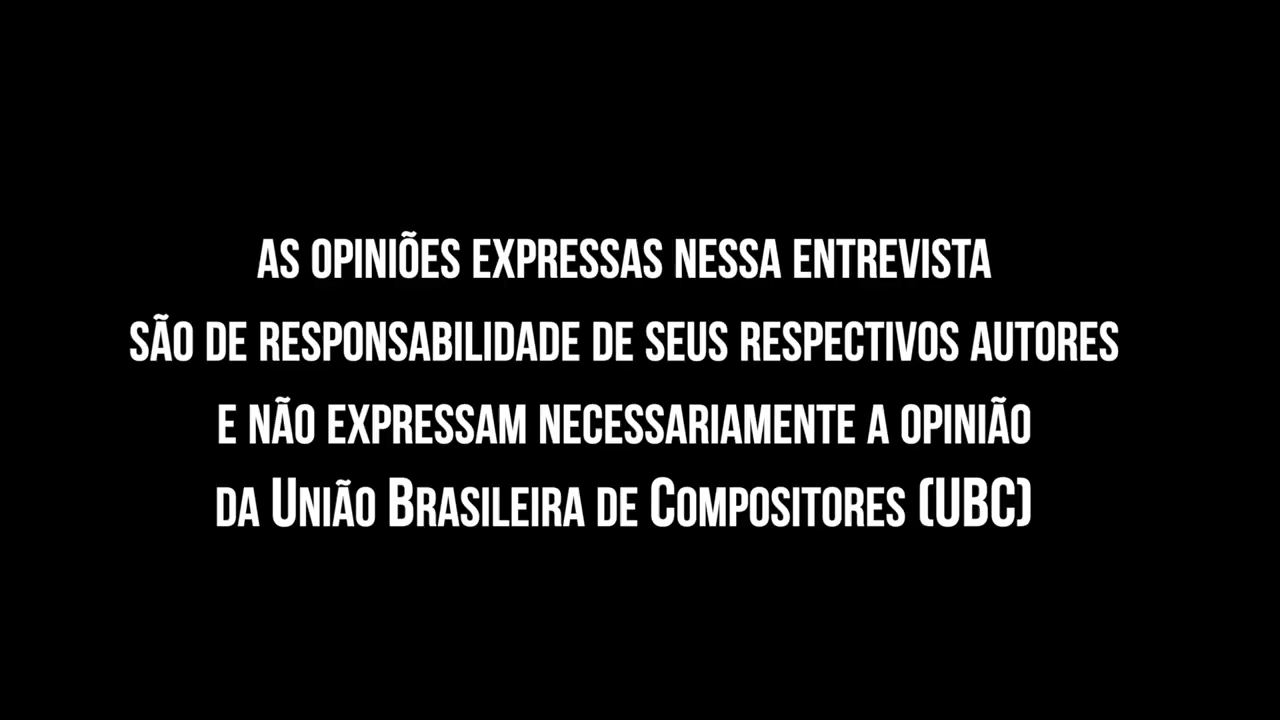 AS OPINIÕES EXPRESSAS NESSA ENTREVISTA
SÃO DE RESPONSABILIDADE DE SEUS RESPECTIVOS AUTORES
E NÃO EXPRESSAM NECESSARIAMENTE A OPINIÃO
DA UNIÃO BRASILEIRA DE COMPOSITORES (UBC)